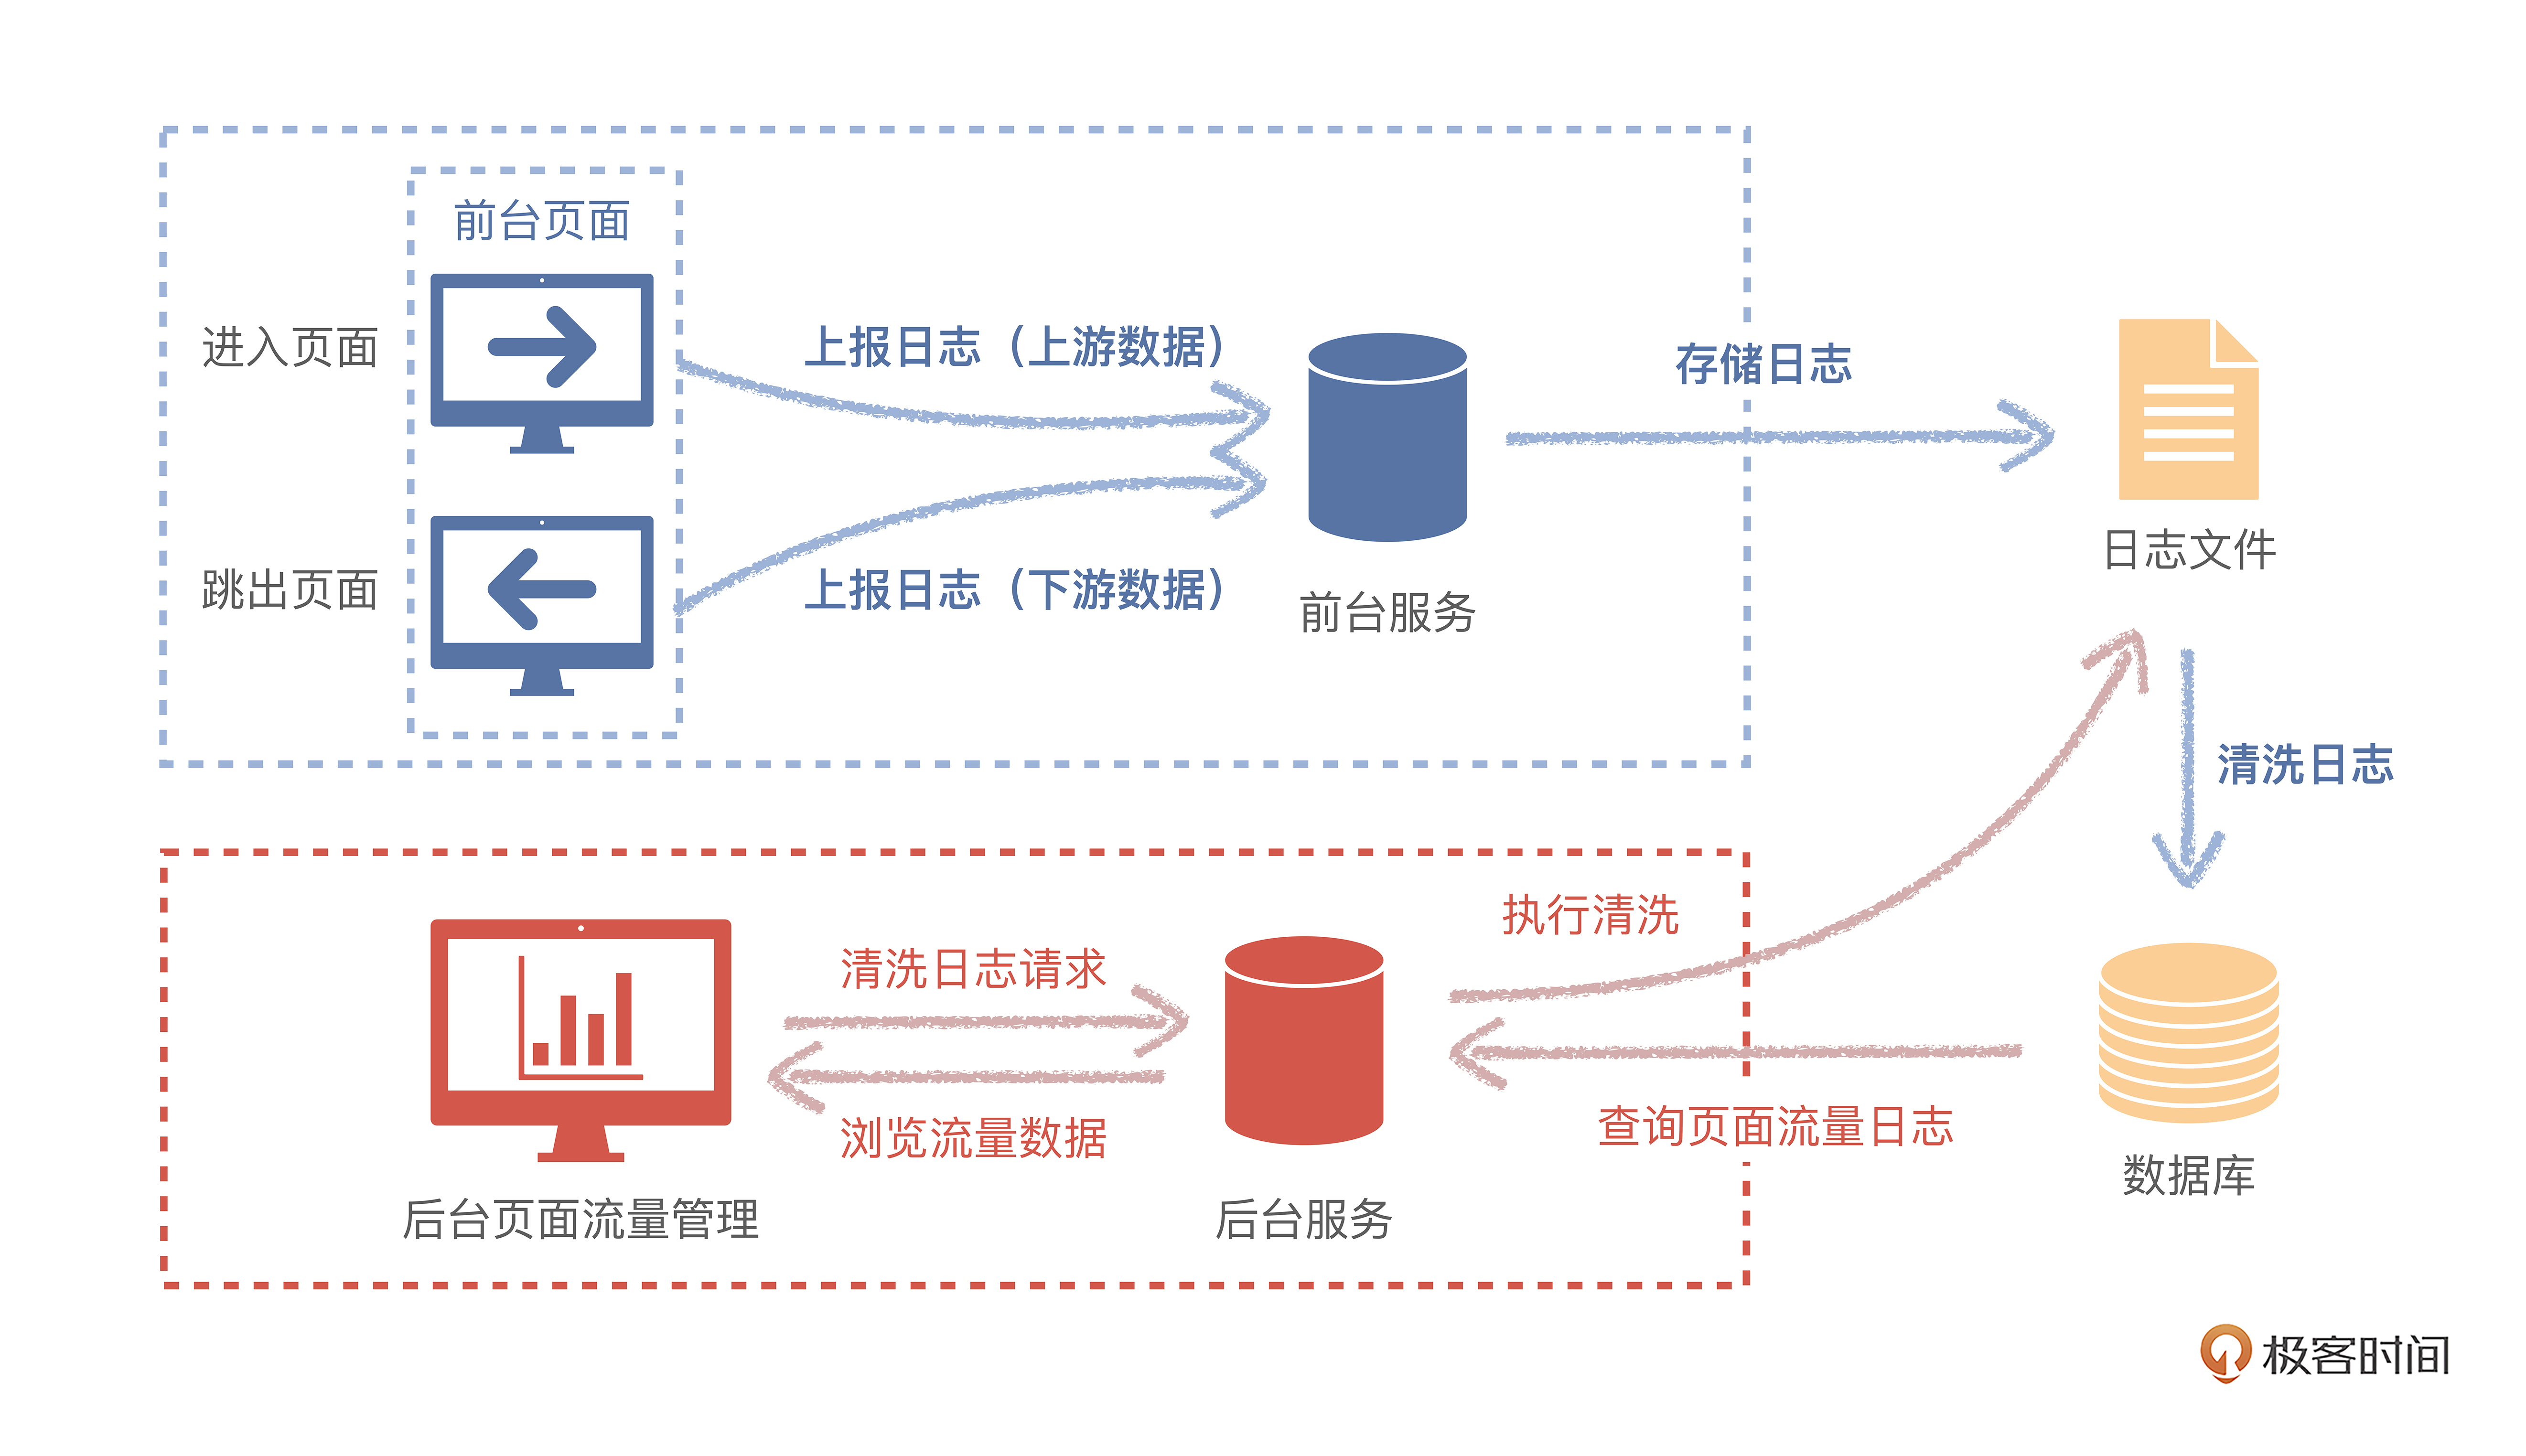 前台页面
进入页面
上报日志（上游数据）
存储日志
日志文件
跳出页面
上报日志（下游数据）
前台服务
清洗日志
执行清洗
清洗日志请求
浏览流量数据
查询页面流量日志
数据库
后台页面流量管理
后台服务
极客时间